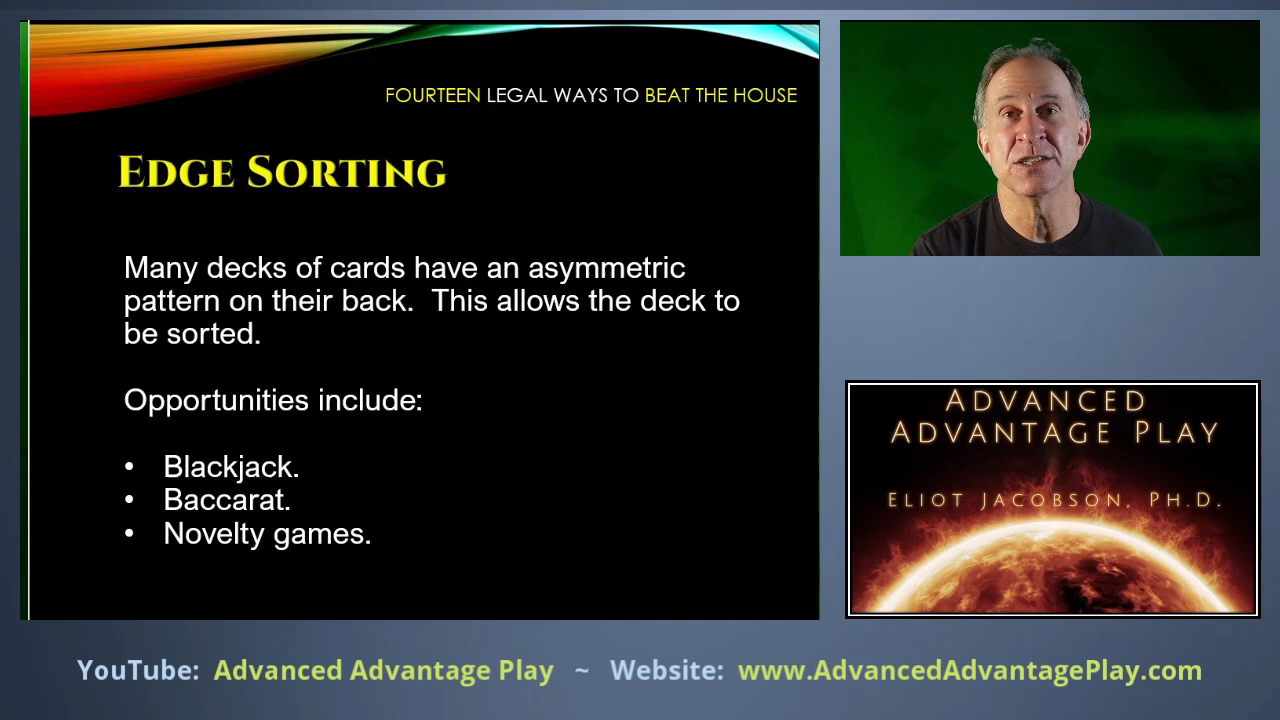 FOURTEEN LEGAL WAYS TO BEAT THE HOUSE
EDGE SORTING
Many decks of cards have an asymmetric
pattern on their back. This allows the deck to
be sorted.
Opportunities include:
• Blackjack.
• Baccarat.
• Novelty games.
ADVANCED
ADVANTAGE PLAY
ELIOT JACOBSON, PH.D.
YouTube: Advanced Advantage Play ~ Website: www.AdvancedAdvantagePlay.com